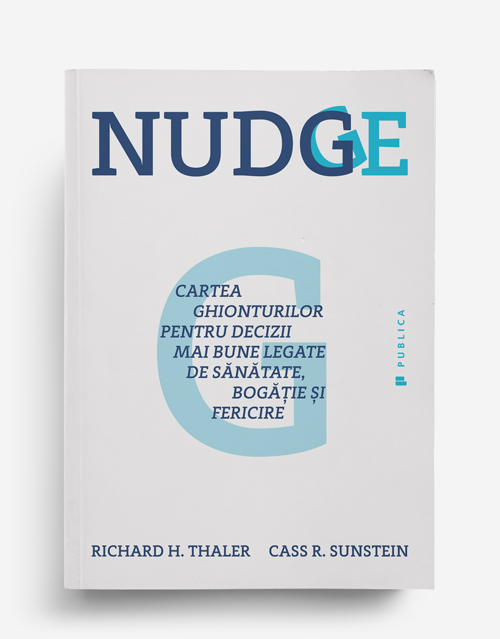 NUDGE
CARTEA
GHIONTURILOR
PENTRU DECIZII
MAI BUNE LEGATE
DE SĂNĂTATE,
BOGĂȚIE ȘI
FERICIRE
PUBLICA
RICHARD H. THALER CASS R. SUNSTEIN